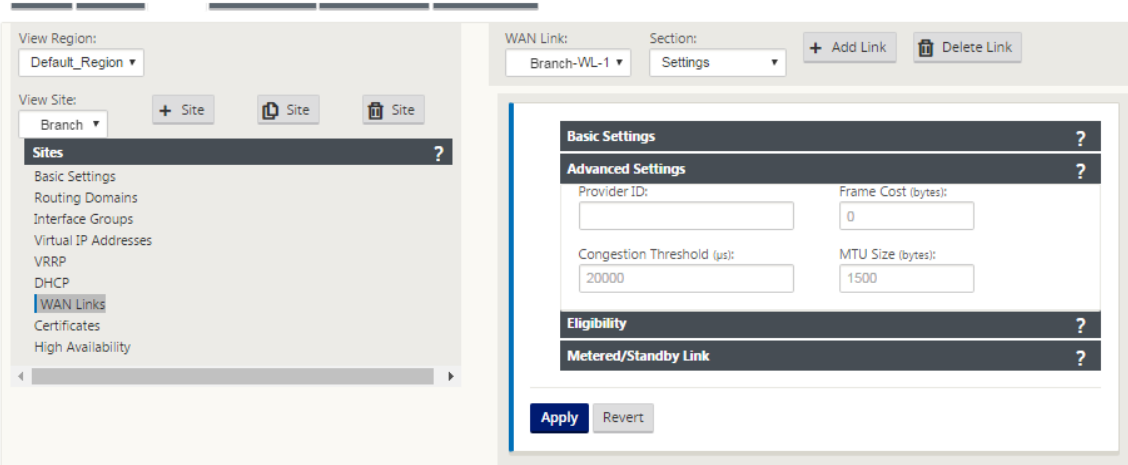 View Region:
Default_Region
View Site:
Branch
+ Site
Site
Site
Sites ?
Basic Settings
Routing Domains
Interface Groups
Virtual IP Addresses
VRRP
DHCP
WAN Links
Certificates
High Availability
WAN Link:
Branch-WL-1
Section:
Settings
+ Add Link
Delete Link
Basic Settings ?
Advanced Settings ?
Provider ID:
Frame Cost (bytes):
0
Congestion Threshold (µs):
MTU Size (bytes):
20000
1500
Eligibility ?
Metered/Standby Link ?
Apply
Revert